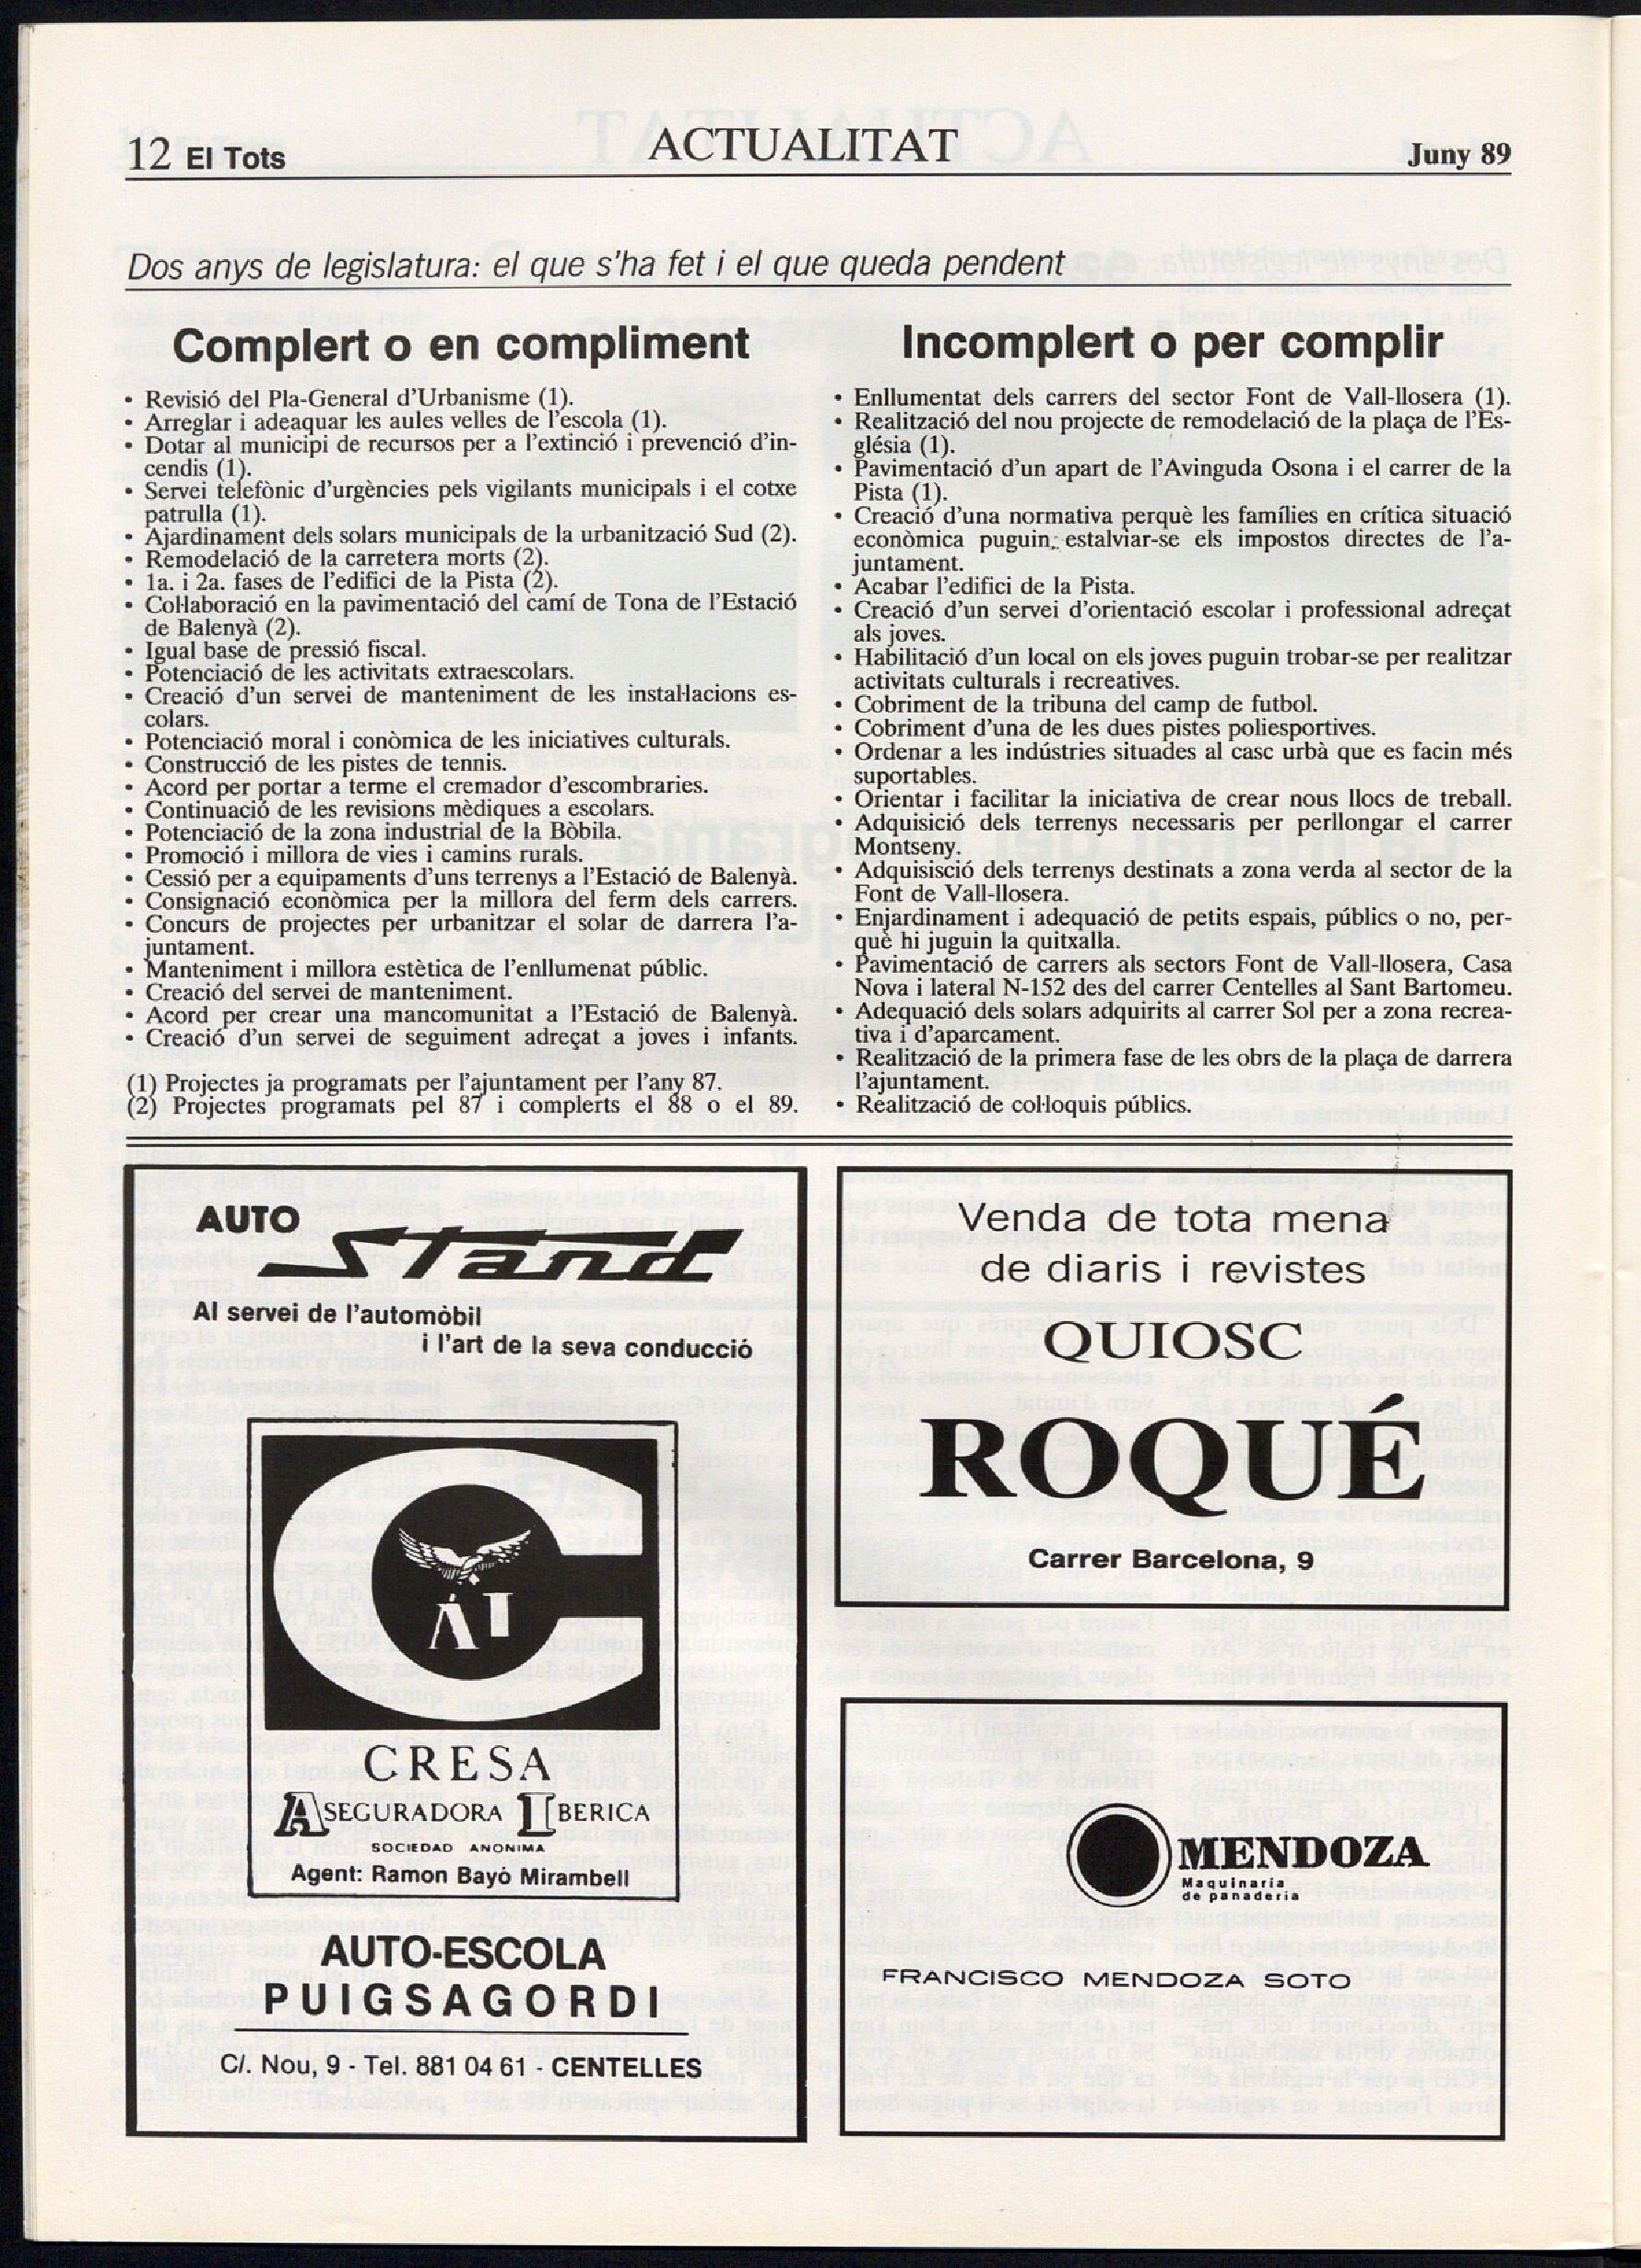 12 El Tots
ACTUALITAT
Juny 89
Dos anys de legislatura: el que s'ha fet i el que queda pendent
Complert o en compliment
• Revisió del Pla-General d'Urbanisme (1).
• Arreglar i adeaquar les aules velles de l'escola (1).
• Dotar al municipi de recursos per a l'extinció i prevenció d'in-
cendis (1).
• Servei telefònic d'urgències pels vigilants municipals i el cotxe
patrulla (1).
• Ajardinament dels solars municipals de la urbanització Sud (2).
• Remodelació de la carretera morts (2).
• 1a. i 2a. fases de l'edifici de la Pista (2).
• Col·laboració en la pavimentació del camí de Tona de l'Estació
de Balenyà (2).
• Igual base de pressió fiscal.
• Potenciació de les activitats extraescolars.
• Creació d'un servei de manteniment de les instal·lacions es-
colars.
• Potenciació moral i conòmica de les iniciatives culturals.
• Construcció de les pistes de tennis.
• Acord per portar a terme el cremador d'escombraries.
• Continuació de les revisions mèdiques a escolars.
• Potenciació de la zona industrial de la Bòbila.
• Promoció i millora de vies i camins rurals.
• Cessió per a equipaments d'uns terrenys a l'Estació de Balenyà.
• Consignació econòmica per la millora del ferm dels carrers.
• Concurs de projectes per urbanitzar el solar de darrera l'a-
juntament.
• Manteniment i millora estètica de l'enllumenat públic.
• Creació del servei de manteniment.
• Acord per crear una mancomunitat a l'Estació de Balenyà.
• Creació d'un servei de seguiment adreçat a joves i infants.
(1) Projectes ja programats per l'ajuntament per l'any 87.
(2) Projectes programats pel 87 i complerts el 88 o el 89.
Incomplert o per complir
• Enllumentat dels carrers del sector Font de Vall-llosera (1).
• Realització del nou projecte de remodelació de la plaça de l'Es-
glésia (1).
• Pavimentació d'un apart de l'Avinguda Osona i el carrer de la
Pista (1).
• Creació d'una normativa perquè les famílies en crítica situació
econòmica puguin estalviar-se els impostos directes de l'a-
juntament.
• Acabar l'edifici de la Pista.
• Creació d'un servei d'orientació escolar i professional adreçat
als joves.
• Habilitació d'un local on els joves puguin trobar-se per realitzar
activitats culturals i recreatives.
• Cobriment de la tribuna del camp de futbol.
• Cobriment d'una de les dues pistes poliesportives.
• Ordenar a les indústries situades al casc urbà que es facin més
suportables.
• Orientar i facilitar la iniciativa de crear nous llocs de treball.
• Adquisició dels terrenys necessaris per perllongar el carrer
Montseny.
• Adquisisció dels terrenys destinats a zona verda al sector de la
Font de Vall-llosera.
• Enjardinament i adequació de petits espais, públics o no, per-
què hi juguin la quitxalla.
• Pavimentació de carrers als sectors Font de Vall-llosera, Casa
Nova i lateral N-152 des del carrer Centelles al Sant Bartomeu.
• Adequació dels solars adquirits al carrer Sol per a zona recrea-
tiva i d'aparcament.
• Realització de la primera fase de les obrs de la plaça de darrera
l'ajuntament.
• Realització de col·loquis públics.
AUTO
Stand
Al servei de l'automòbil
i l'art de la seva conducció
AI
CRESA
ASEGURADORA IBERICA
SOCIEDAD ANONIMA
Agent: Ramon Bayó Mirambell
AUTO-ESCOLA
PUIGSAGORDI
C/. Nou, 9 - Tel. 881 04 61 - CENTELLES
Venda de tota mena
de diaris i revistes
QUIOSC
ROQUÉ
Carrer Barcelona, 9
MENDOZA
Maquinaria
de panaderia
FRANCISCO MENDOZA SOTO